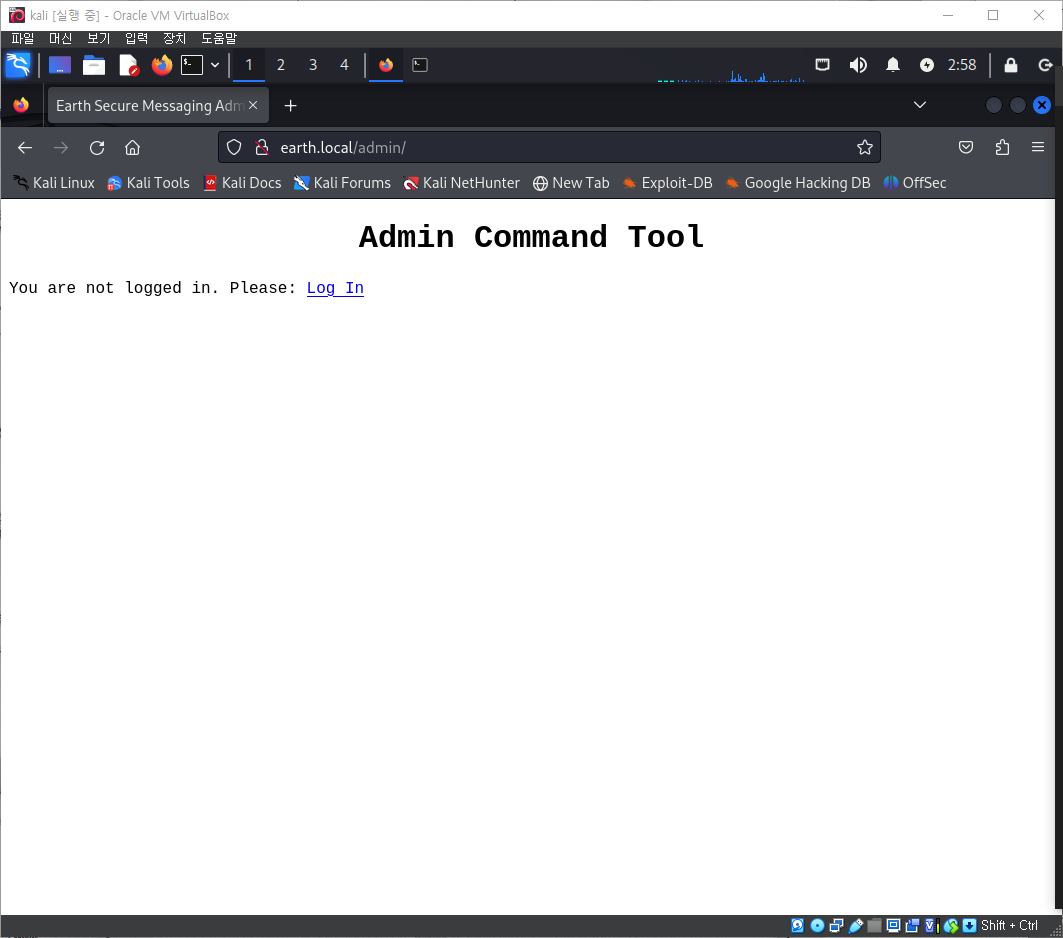 kali [실행 중] - Oracle VM VirtualBox
파일 머신 보기 입력 장치 도움말
1 2 3 4 2:58
Earth Secure Messaging Adm
earth.local/admin/
Kali Linux Kali Tools Kali Docs Kali Forums Kali NetHunter New Tab Exploit-DB Google Hacking DB OffSec
Admin Command Tool
You are not logged in. Please: Log In
Shift + Ctrl